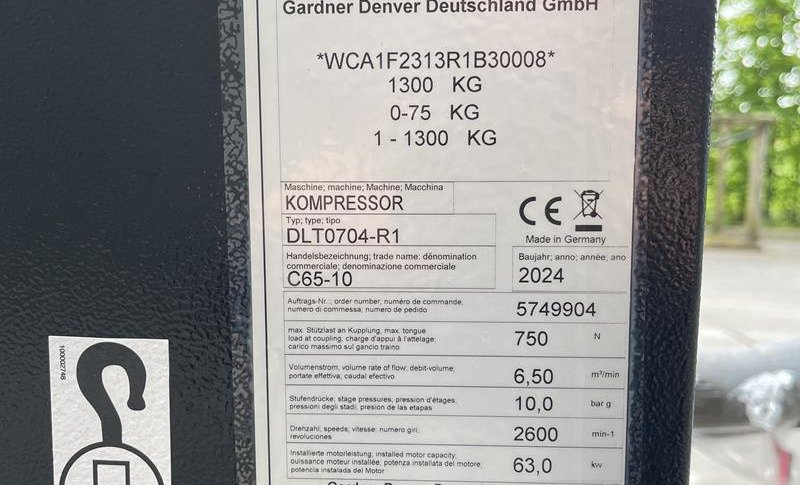 Gardner Denver Deutschland GmbH
*WCA1F2313R1B30008*
1300 KG
0-75 KG
1 - 1300 KG
Maschine; machine; Machine; Macchina
KOMPRESSOR
Typ; type; tipo
DLT0704-R1
CE
Made in Germany
Handelsbezeichnung; trade name: dénomination
commerciale; denominazione commerciale
C65-10
Baujahr; anno; année, ano
2024
Auftrags-Nr.; order number; numéro de commande;
numero di commessa; numero de pedido
5749904
max. Stützlast an Kupplung, max. tongue
load at coupling, charge d'appui à l'attelage;
carico massimo sul gancio traino
750 N
Volumenstrom, volume rate of flow; debit-volume;
portate effettiva; caudal efectivo
6,50 m³/min
Stufendrücke; stage pressures; pression d'étages;
pressioni degli stadi; presion de las etapas
10,0 bar g
Drenzahl; speeds; vitesse; numero giri;
revoluciones
2600 min-1
Installierte motorleistung; installed motor capacity;
ouissance moteur installée; potenza installata del motore;
potencia instalada del Motor
63,0 kw
100002748